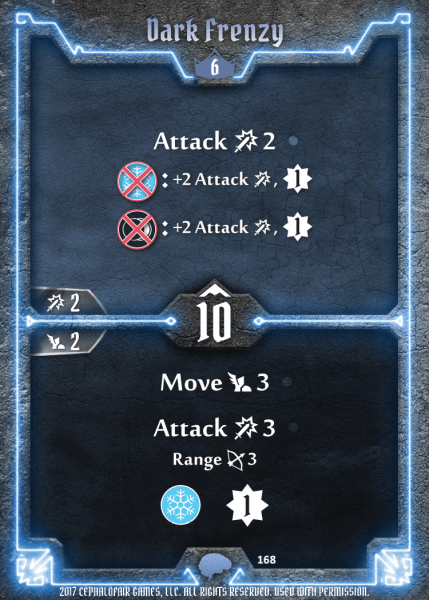 Dark Frenzy
6
Attack 2
: +2 Attack , 1
: +2 Attack , 1
2
10
2
Move 3
Attack 3
Range 3
1
168
2017 CEPHALOFAIR GAMES, LLC. ALL RIGHTS RESERVED. USED WITH PERMISSION.